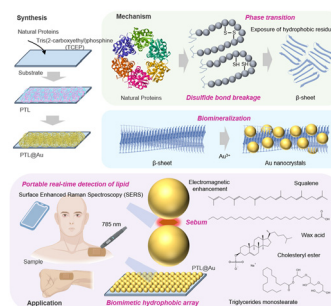 Synthesis
Natural Proteins
Tris(2-carboxyethyl)phosphine
(TCEP)
Substrate
PTL
PTL@Au
Mechanism
Phase transition
Exposure of hydrophobic residue
Natural Proteins
Disulfide bond breakage
β-sheet
Biomineralization
Au³⁺
β-sheet
Au nanocrystals
Portable real-time detection of lipid
Surface Enhanced Raman Scattering (SERS)
785 nm
Sample
Application
Electromagnetic
enhancement
Sebum
PTL@Au
Biomimetic hydrophobic array
Squalene
Wax acid
Cholesteryl ester
Triglycerides monostearate